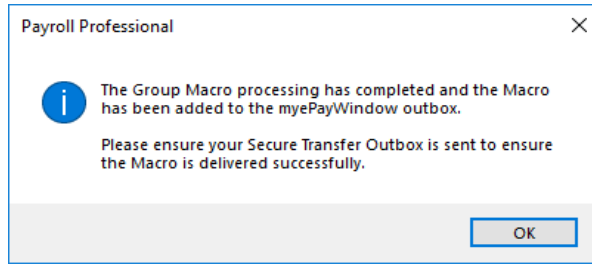 Payroll Professional
The Group Macro processing has completed and the Macro
has been added to the myePayWindow outbox.
Please ensure your Secure Transfer Outbox is sent to ensure
the Macro is delivered successfully.
OK